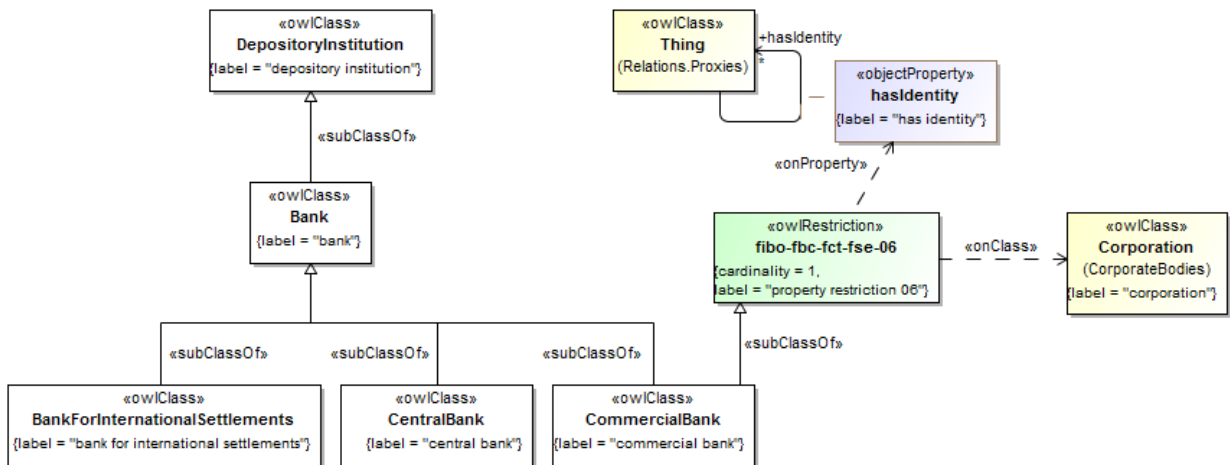 «owlClass»
DepositoryInstitution
{label = "depository institution"}
«subClassOf»
«owlClass»
Bank
{label = "bank"}
«subClassOf»
«subClassOf»
«subClassOf»
«owlClass»
BankForInternationalSettlements
{label = "bank for international settlements"}
«owlClass»
CentralBank
{label = "central bank"}
«owlClass»
CommercialBank
{label = "commercial bank"}
«owlClass»
Thing
(Relations.Proxies)
+hasIdentity
*
«objectProperty»
hasIdentity
{label = "has identity"}
«onProperty»
«owlRestriction»
fibo-fbc-fct-fse-06
{cardinality = 1,
label = "property restriction 06"}
«subClassOf»
«onClass»
«owlClass»
Corporation
(CorporateBodies)
{label = "corporation"}